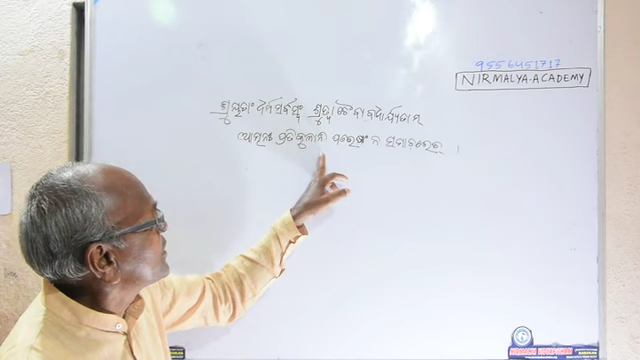 9556451717
NIRMALYA-ACADEMY
ଶ୍ରୁୟତାଂ ଧର୍ମସର୍ବସ୍ୱଂ ଶ୍ରୁତ୍ୱା ଚୈବାବଧାର୍ଯ୍ୟତାମ୍
ଆତ୍ମନଃ ପ୍ରତିକୁଳାନି ପରେଷାଂ ନ ସମାଚରେତ୍ ।